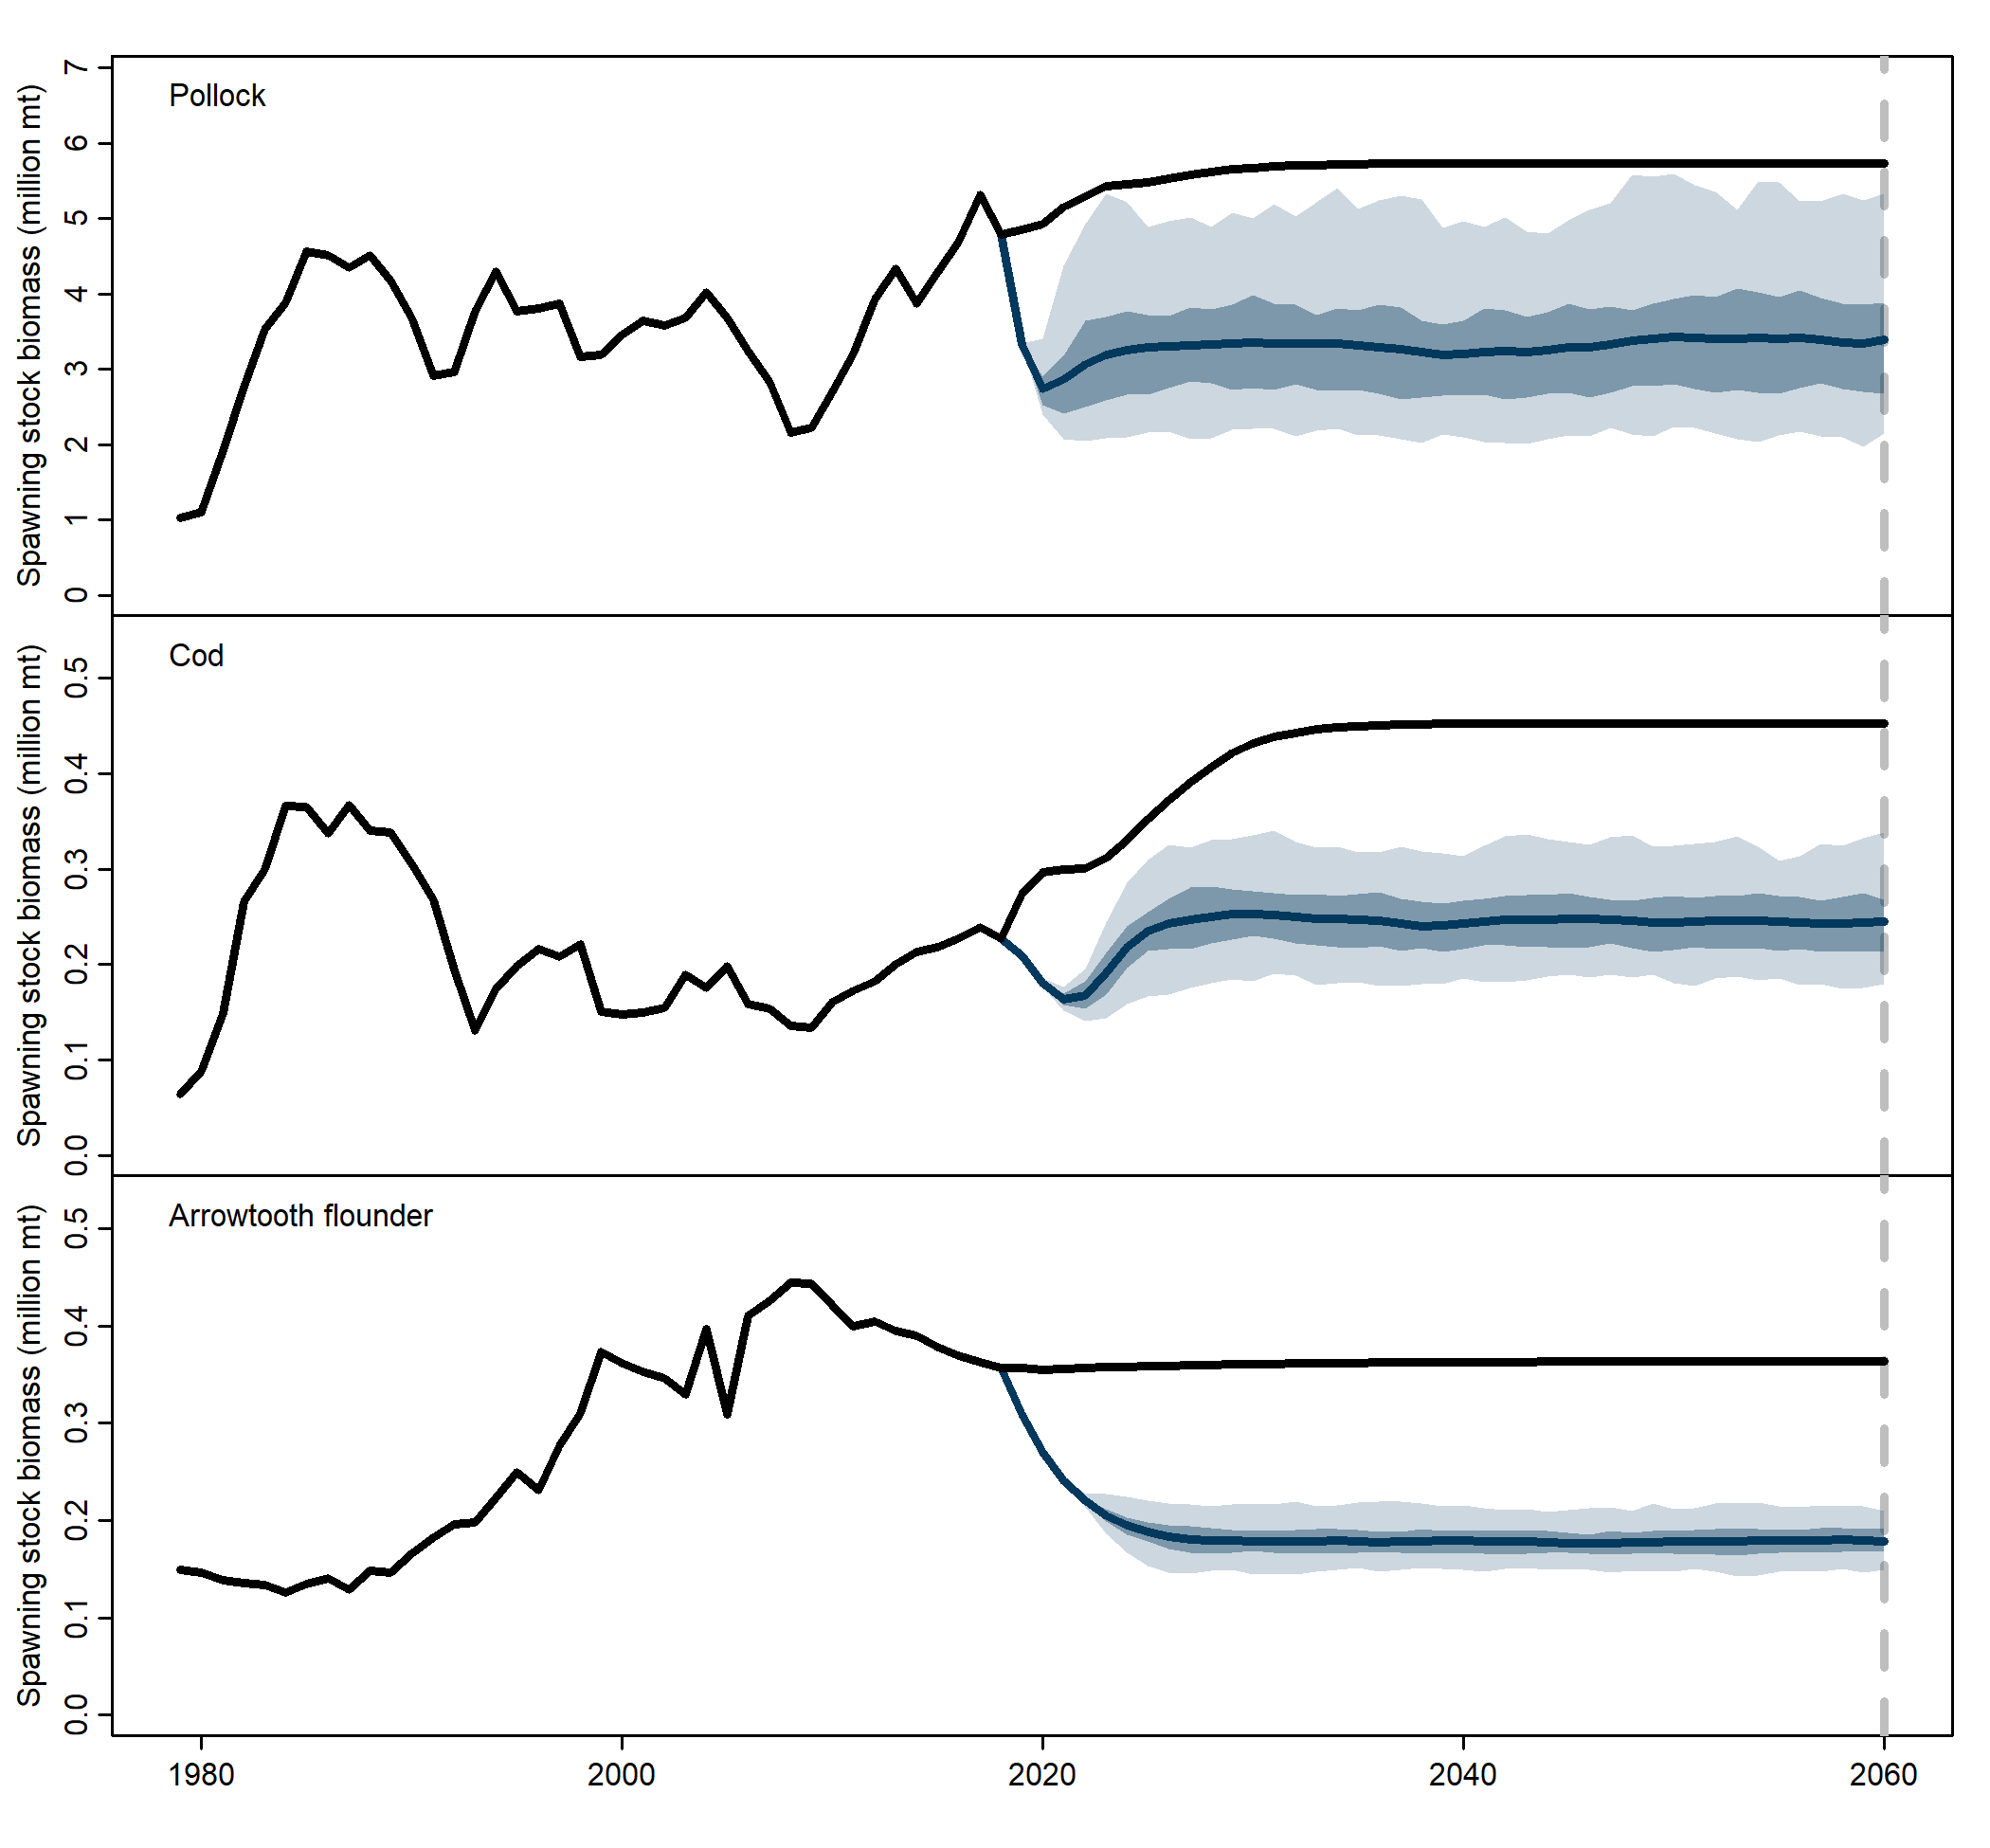 Spawning stock biomass (million mt)
7
6
5
4
3
2
1
0
Pollock
Spawning stock biomass (million mt)
0.5
0.4
0.3
0.2
0.1
0.0
Cod
Spawning stock biomass (million mt)
0.5
0.4
0.3
0.2
0.1
0.0
Arrowtooth flounder
1980 2000 2020 2040 2060